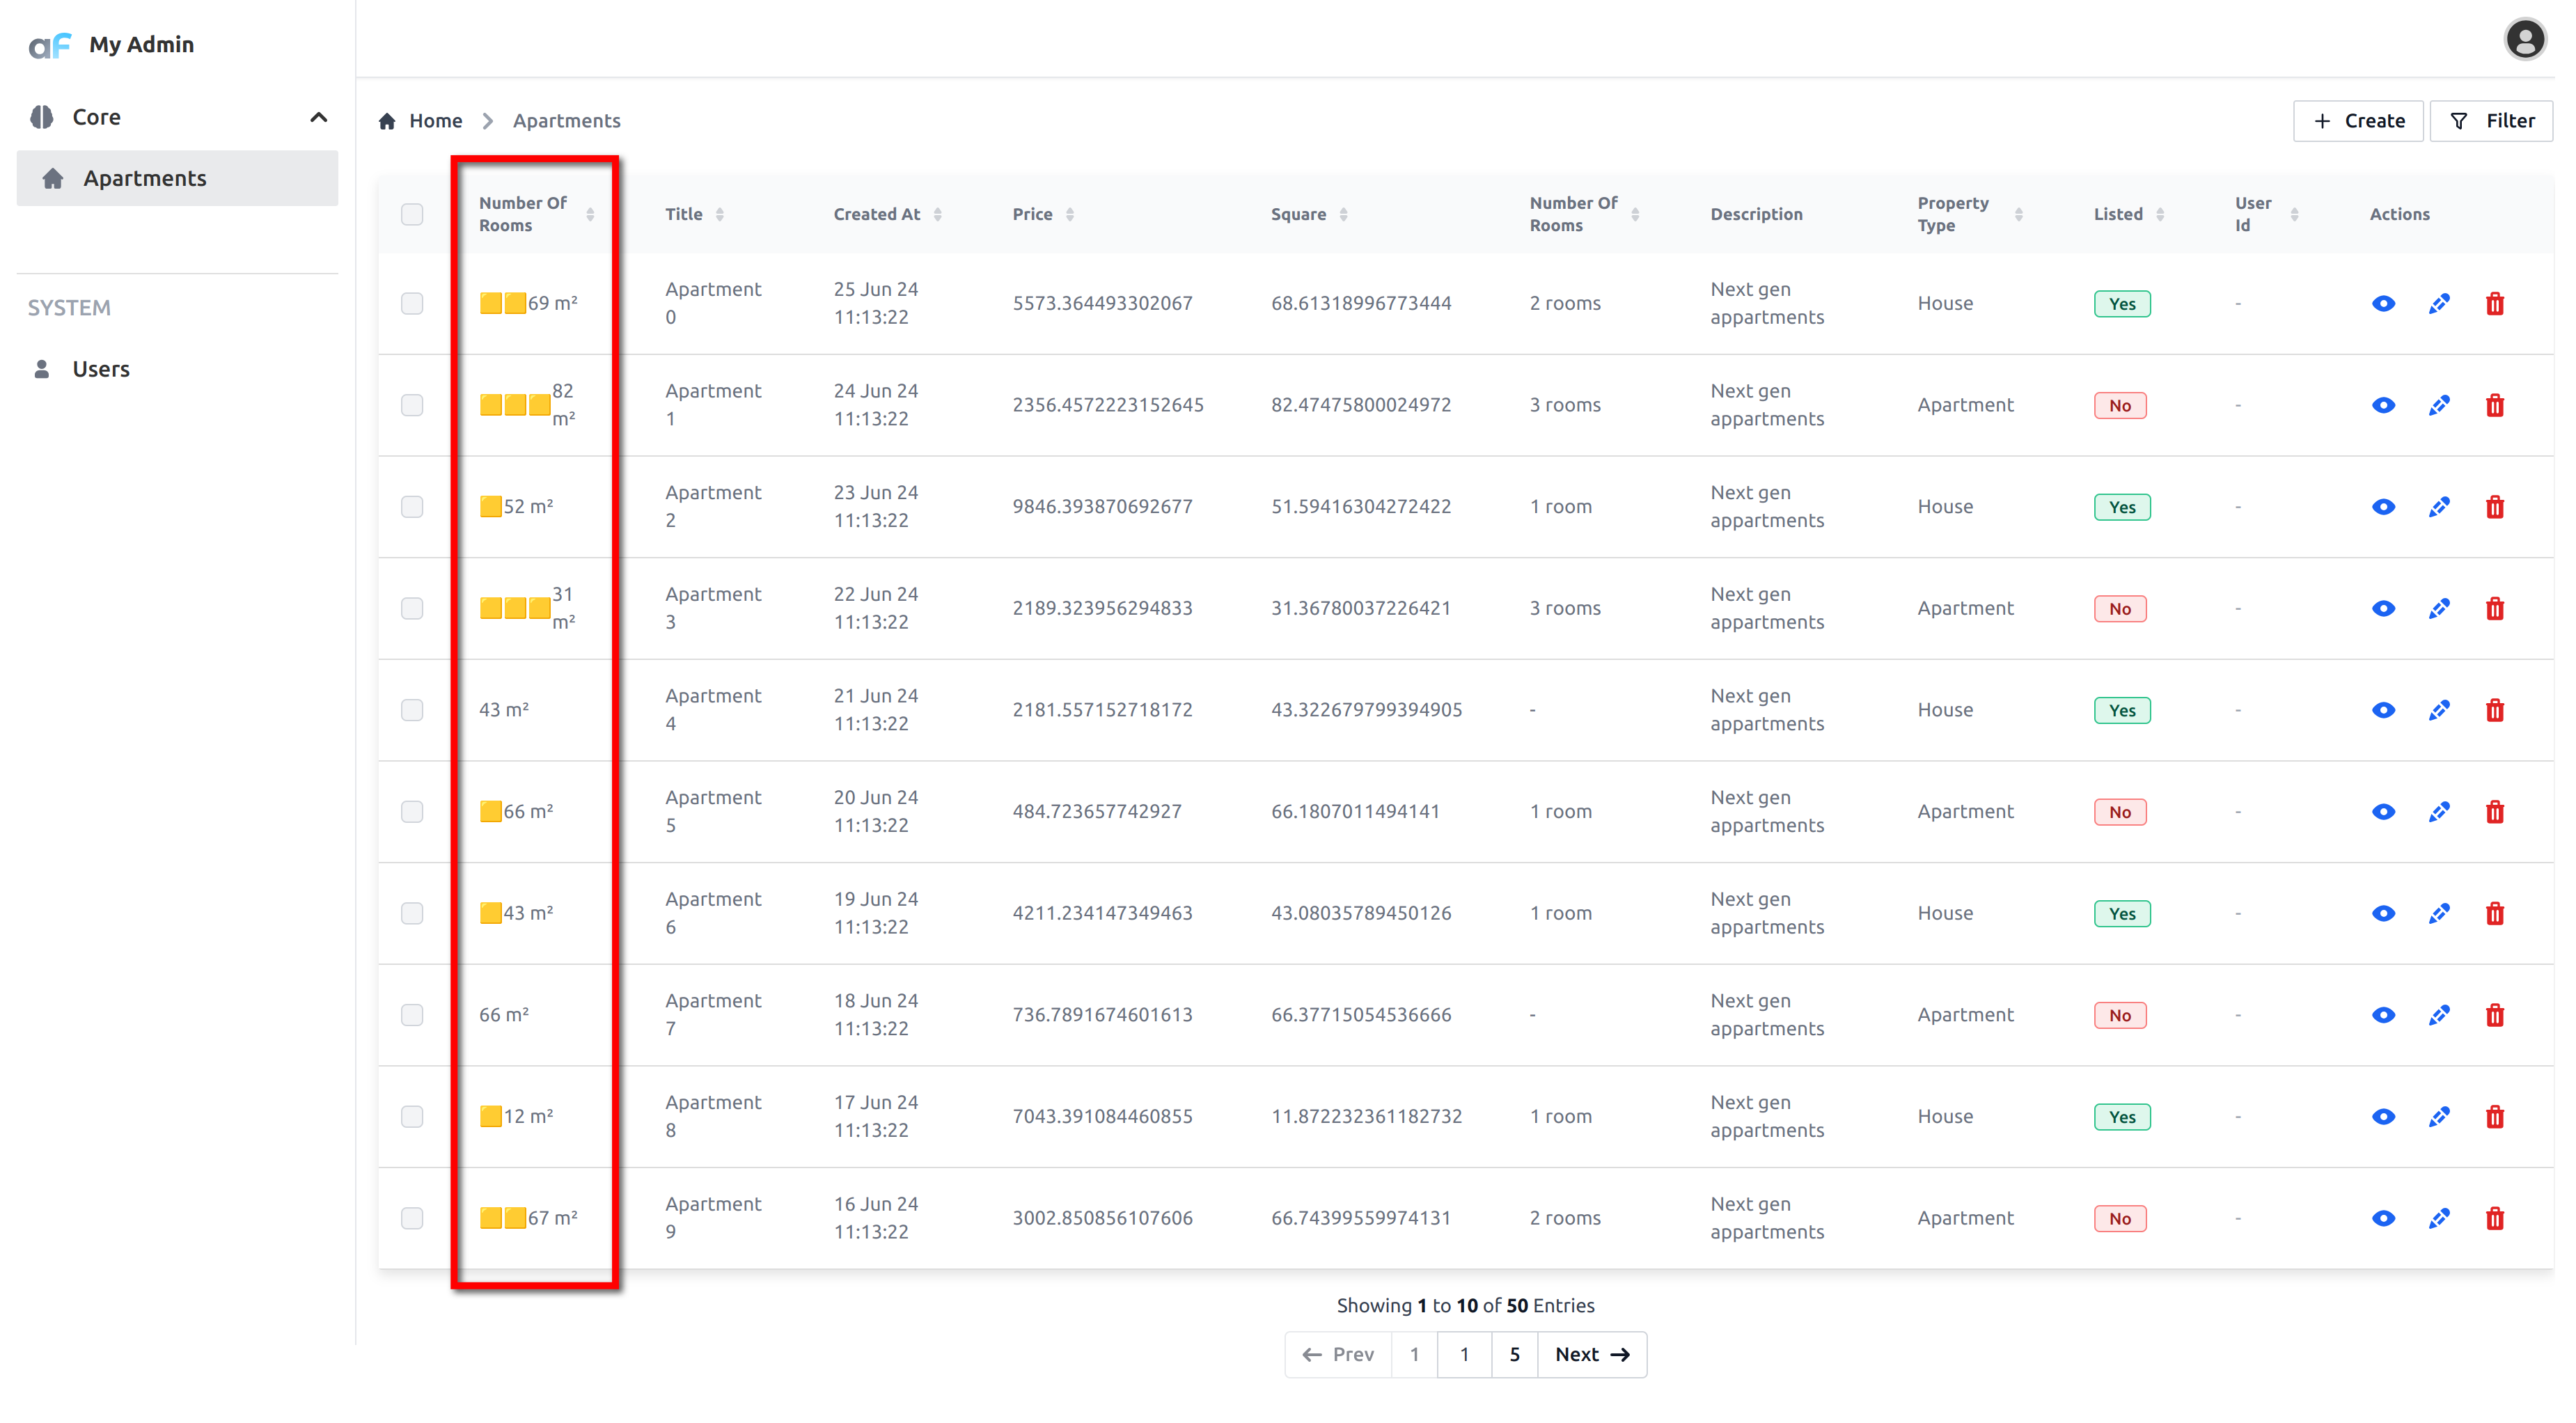 aF My Admin
Core
Apartments
SYSTEM
Users
Home > Apartments
+ Create
Filter
Number Of Rooms Title Created At Price Square Number Of Rooms Description Property Type Listed User Id Actions
🟨🟨69 m² Apartment 0 25 Jun 24 11:13:22 5573.364493302067 68.61318996773444 2 rooms Next gen appartments House Yes -
🟨🟨🟨82 m² Apartment 1 24 Jun 24 11:13:22 2356.4572223152645 82.47475800024972 3 rooms Next gen appartments Apartment No -
🟨52 m² Apartment 2 23 Jun 24 11:13:22 9846.393870692677 51.59416304272422 1 room Next gen appartments House Yes -
🟨🟨🟨31 m² Apartment 3 22 Jun 24 11:13:22 2189.323956294833 31.36780037226421 3 rooms Next gen appartments Apartment No -
43 m² Apartment 4 21 Jun 24 11:13:22 2181.557152718172 43.322679799394905 - Next gen appartments House Yes -
🟨66 m² Apartment 5 20 Jun 24 11:13:22 484.723657742927 66.1807011494141 1 room Next gen appartments Apartment No -
🟨43 m² Apartment 6 19 Jun 24 11:13:22 4211.234147349463 43.08035789450126 1 room Next gen appartments House Yes -
66 m² Apartment 7 18 Jun 24 11:13:22 736.7891674601613 66.37715054536666 - Next gen appartments Apartment No -
🟨12 m² Apartment 8 17 Jun 24 11:13:22 7043.391084460855 11.872232361182732 1 room Next gen appartments House Yes -
🟨🟨67 m² Apartment 9 16 Jun 24 11:13:22 3002.850856107606 66.74399559974131 2 rooms Next gen appartments Apartment No -
Showing 1 to 10 of 50 Entries
Prev 1 1 5 Next